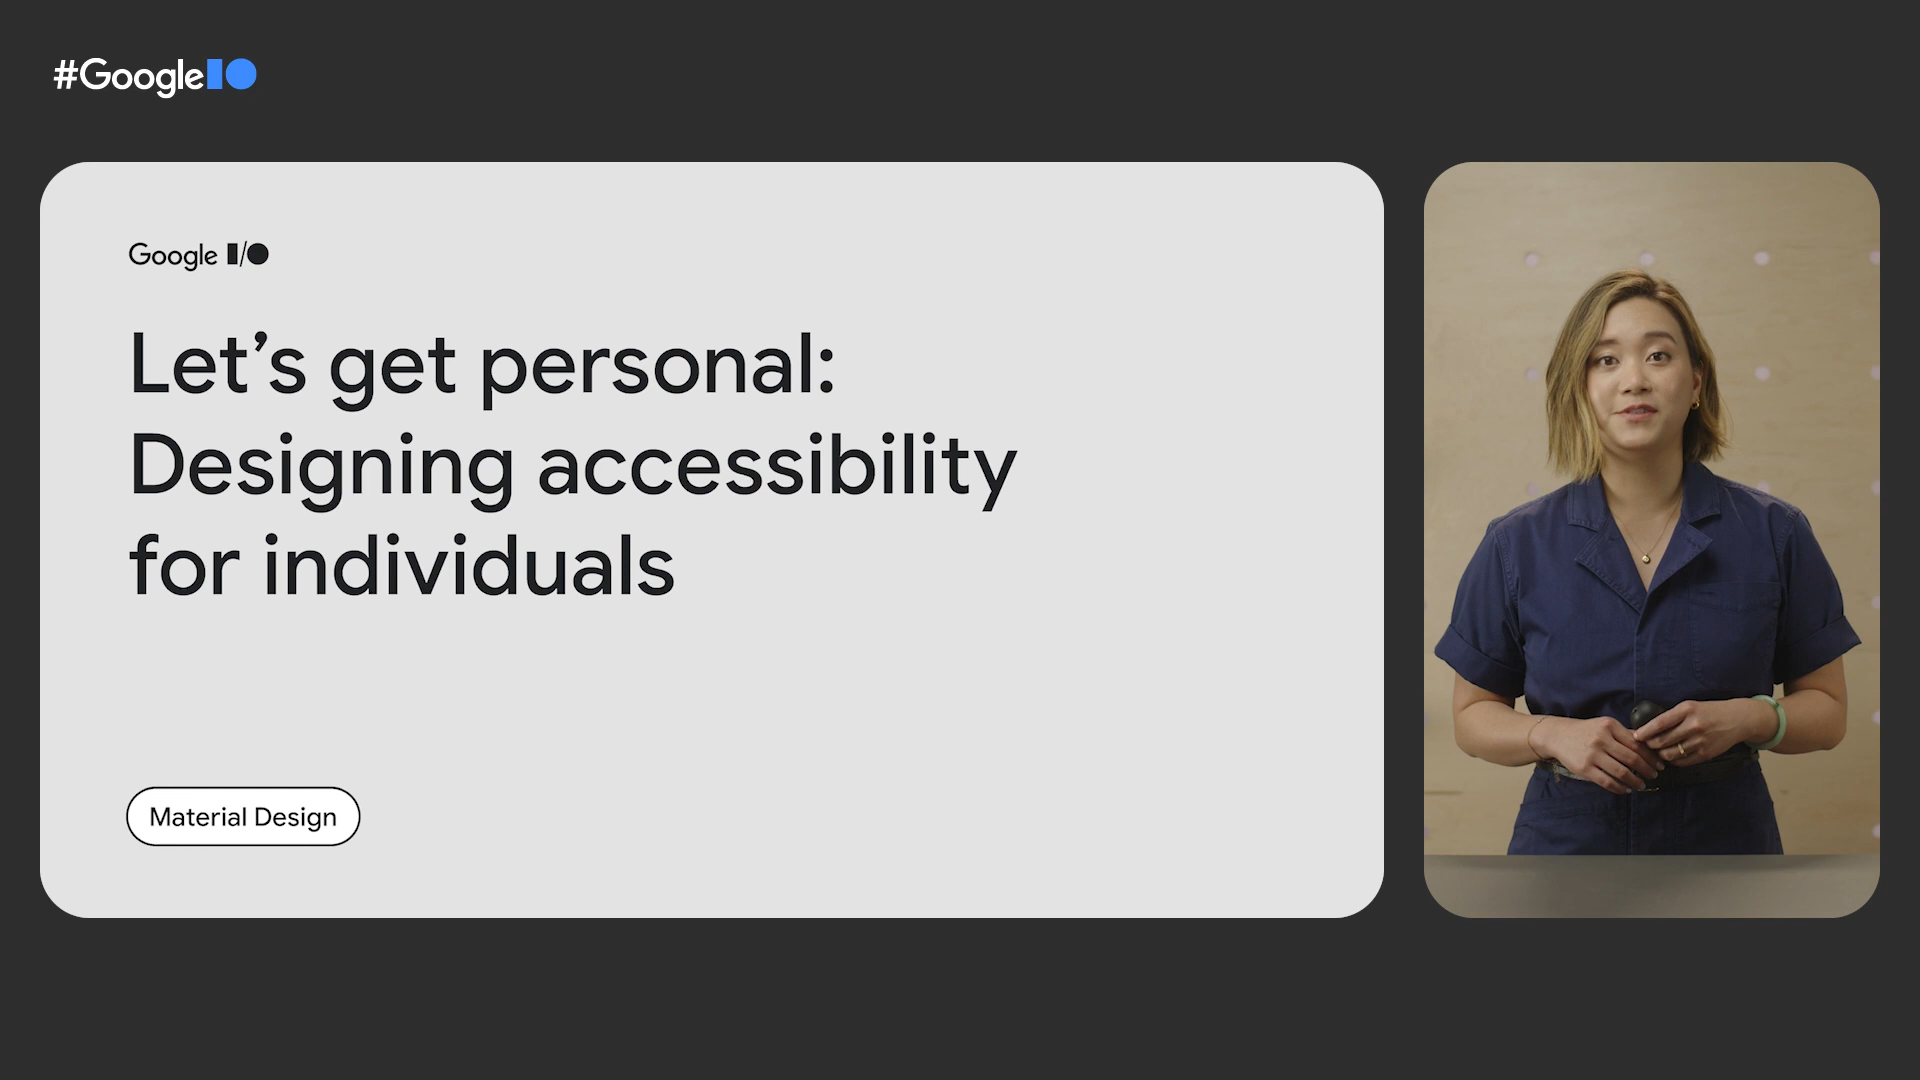 #GoogleIO
Google I/O
Let’s get personal:
Designing accessibility
for individuals
Material Design